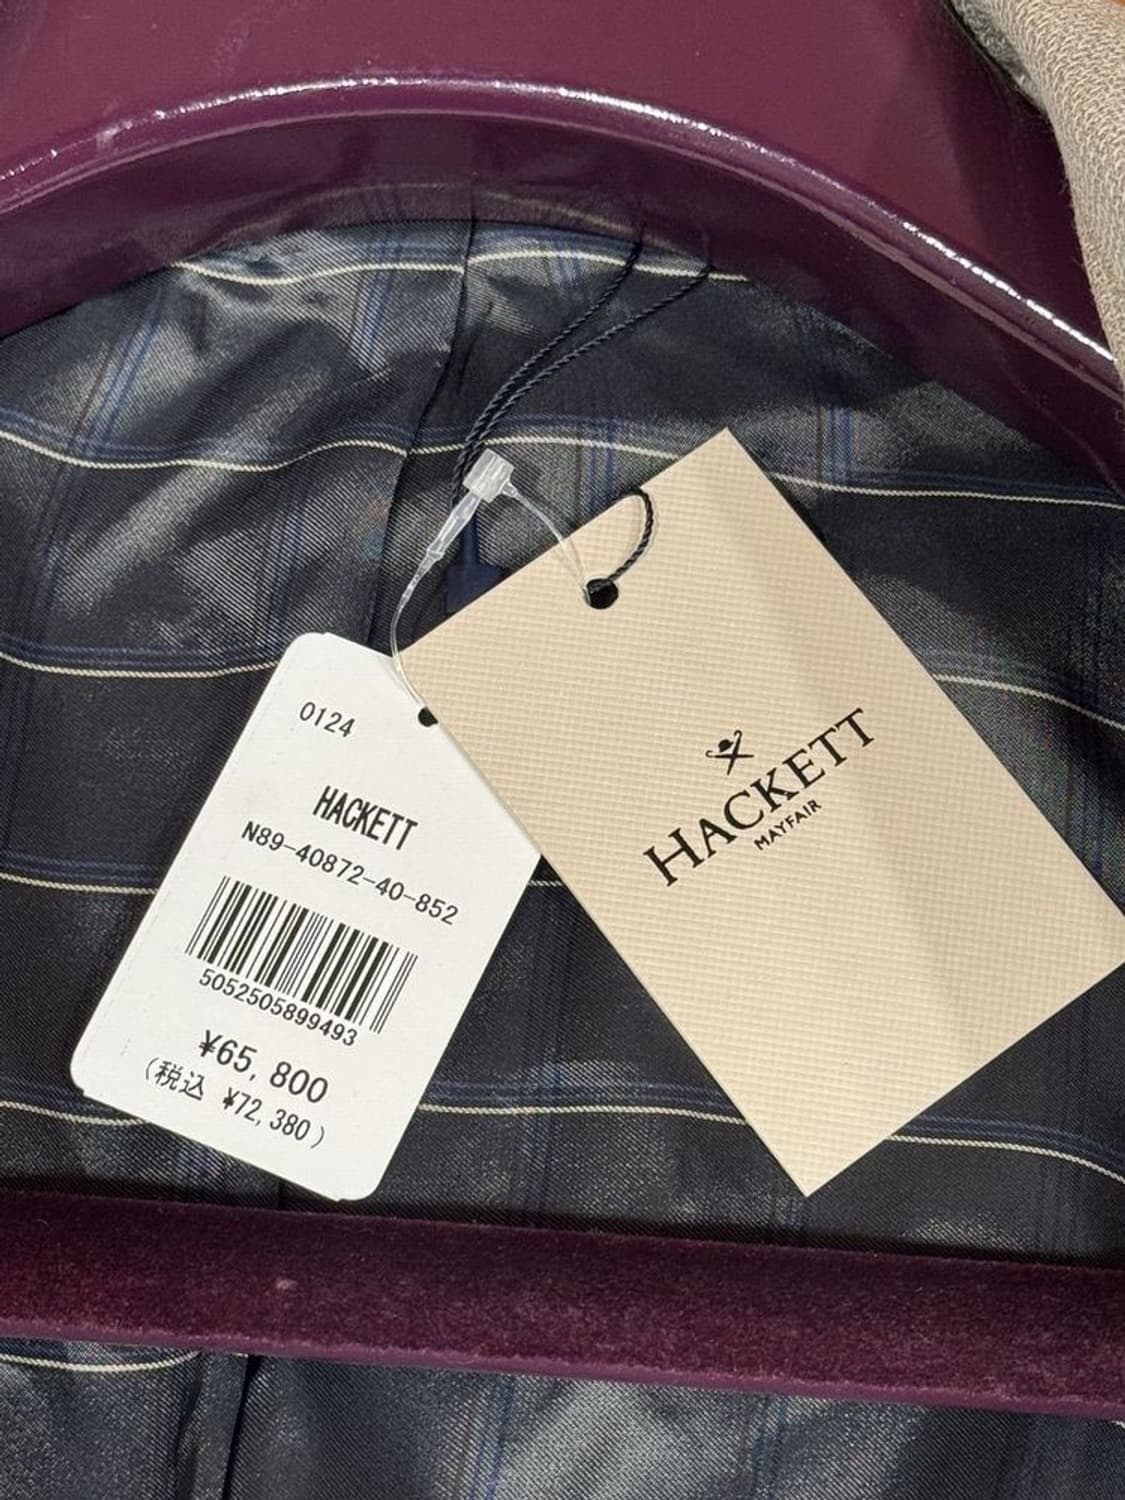 0124
HACKETT
N89-40872-40-852
5052505899493
¥65,800
(税込 ¥72,380)
HACKETT
MAYFAIR